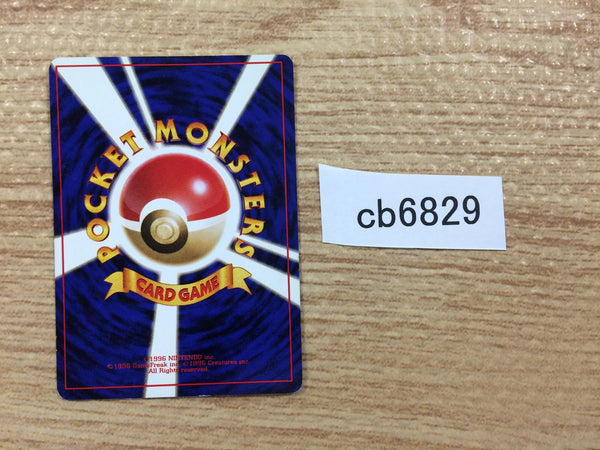 POCKET MONSTERS
CARD GAME
©1996 NINTENDO inc.
©1996 GameFreak inc. ©1996 Creatures inc.
All Rights reserved.
cb6829